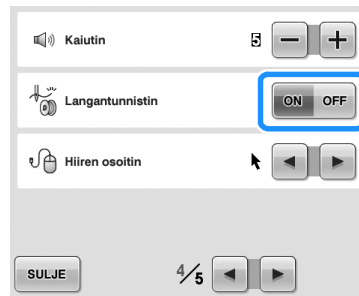 Kaiutin 5
Langantunnistin ON OFF
Hiiren osoitin
SULJE 4/5